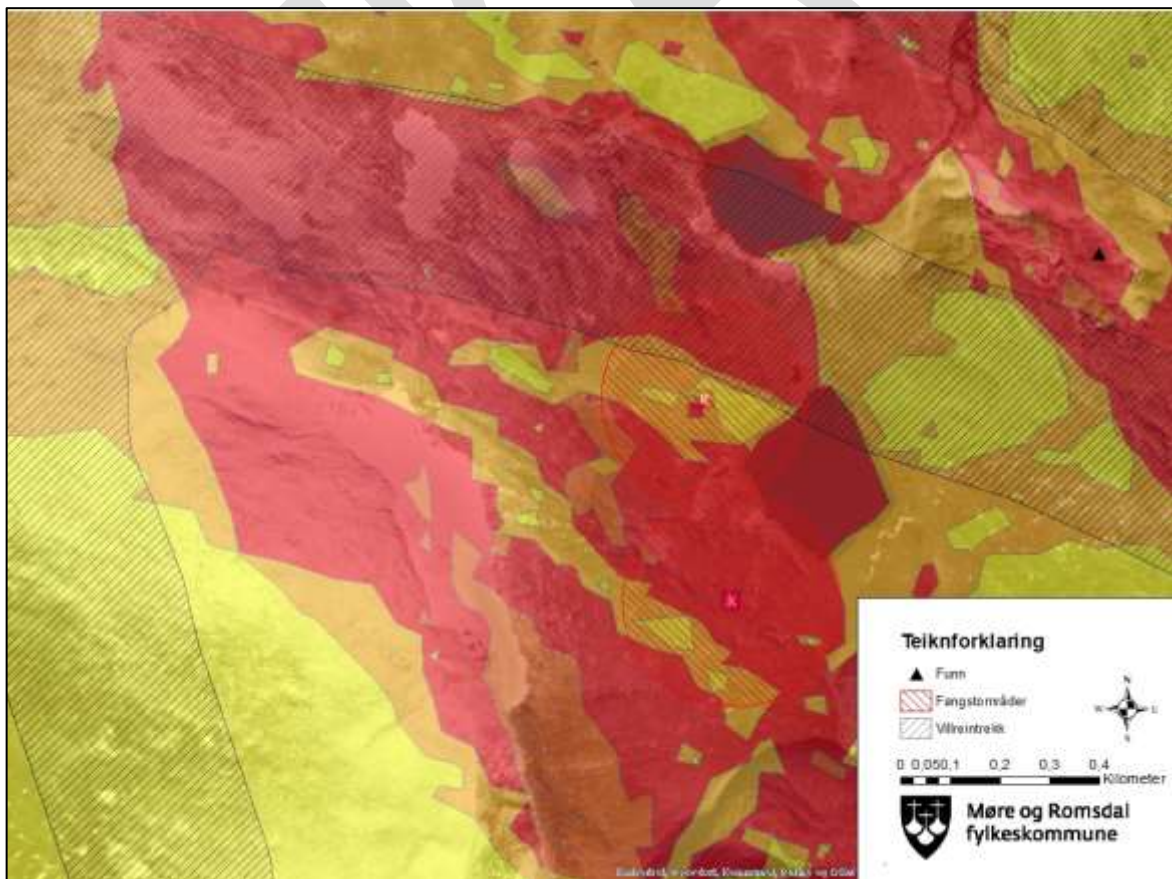 R
X
Teiknforklaring
Funn
Fangstområder
Villreintrekk
N
W
E
S
0 0,050,1 0,2 0,3 0,4
Kilometer
Møre og Romsdal
fylkeskommune